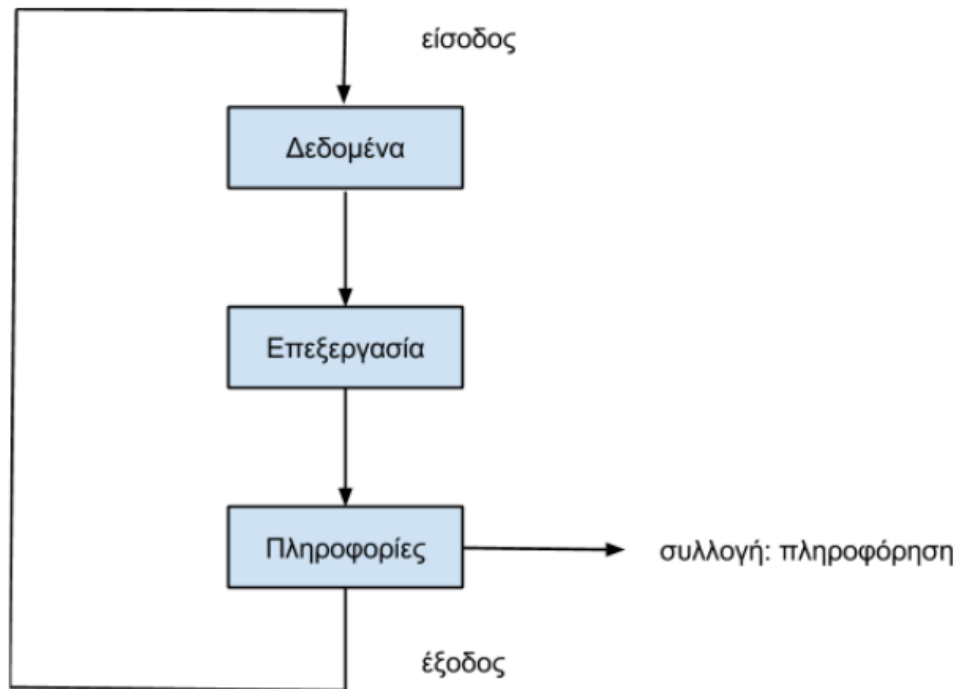 είσοδος
Δεδομένα
Επεξεργασία
Πληροφορίες
συλλογή: πληροφόρηση
έξοδος